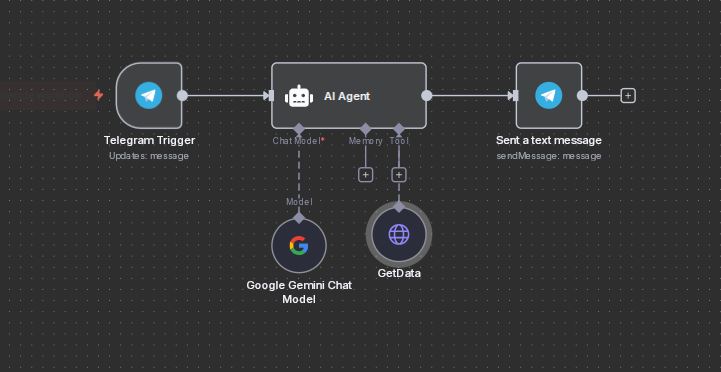 AI Agent
Telegram Trigger
Updates: message
Chat Model*
Memory
Tool
Sent a text message
sendMessage: message
Model
Google Gemini Chat
Model
GetData